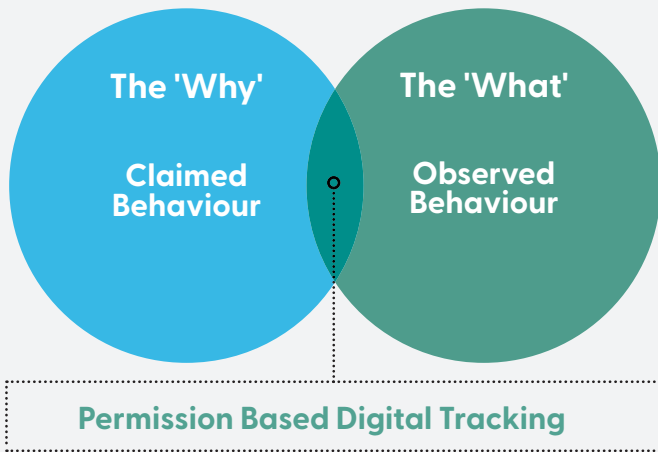 The 'Why'
Claimed
Behaviour
The 'What'
Observed
Behaviour
Permission Based Digital Tracking